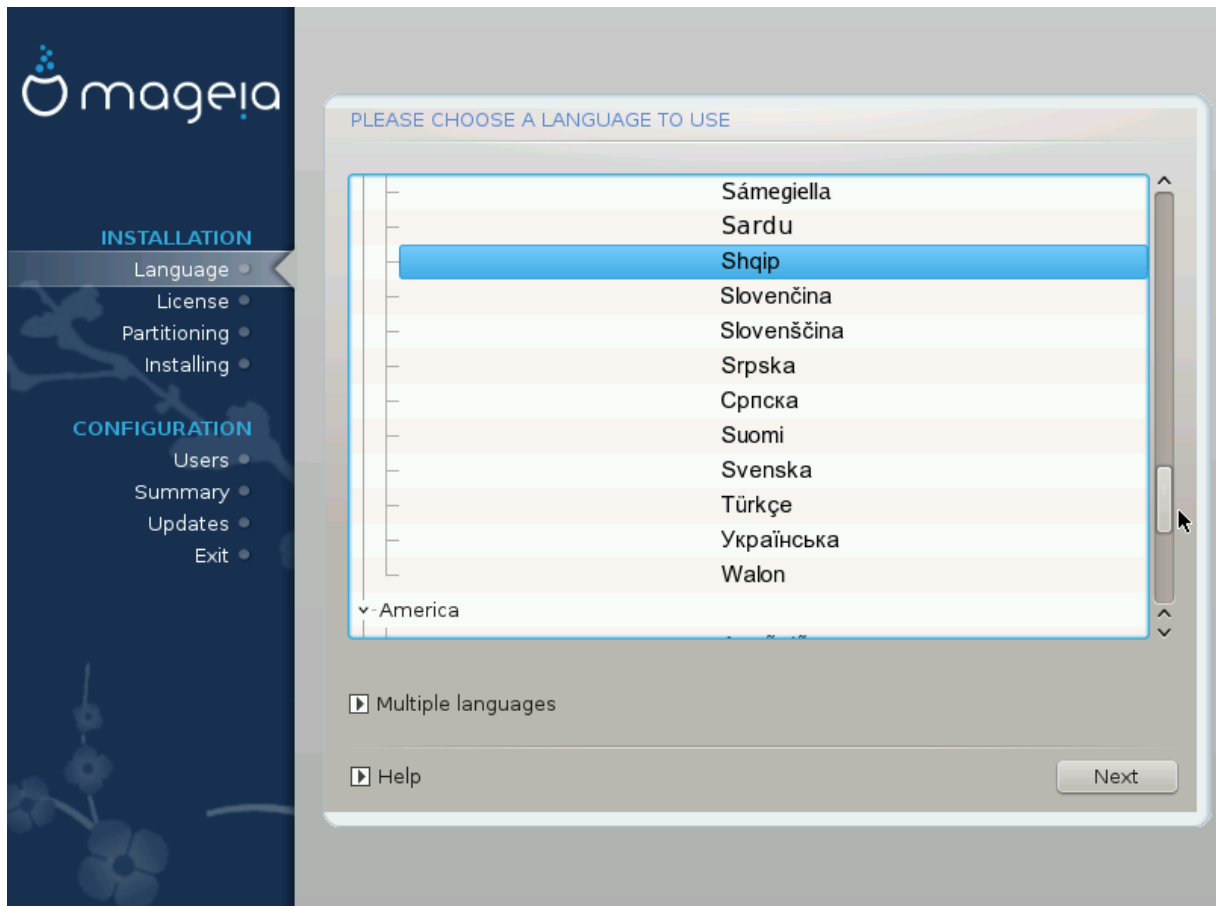 mageia
INSTALLATION
Language
License
Partitioning
Installing
CONFIGURATION
Users
Summary
Updates
Exit
PLEASE CHOOSE A LANGUAGE TO USE
Sámegiella
Sardu
Shqip
Slovenčina
Slovenščina
Srpska
Српска
Suomi
Svenska
Türkçe
Українська
Walon
America
Multiple languages
Help
Next